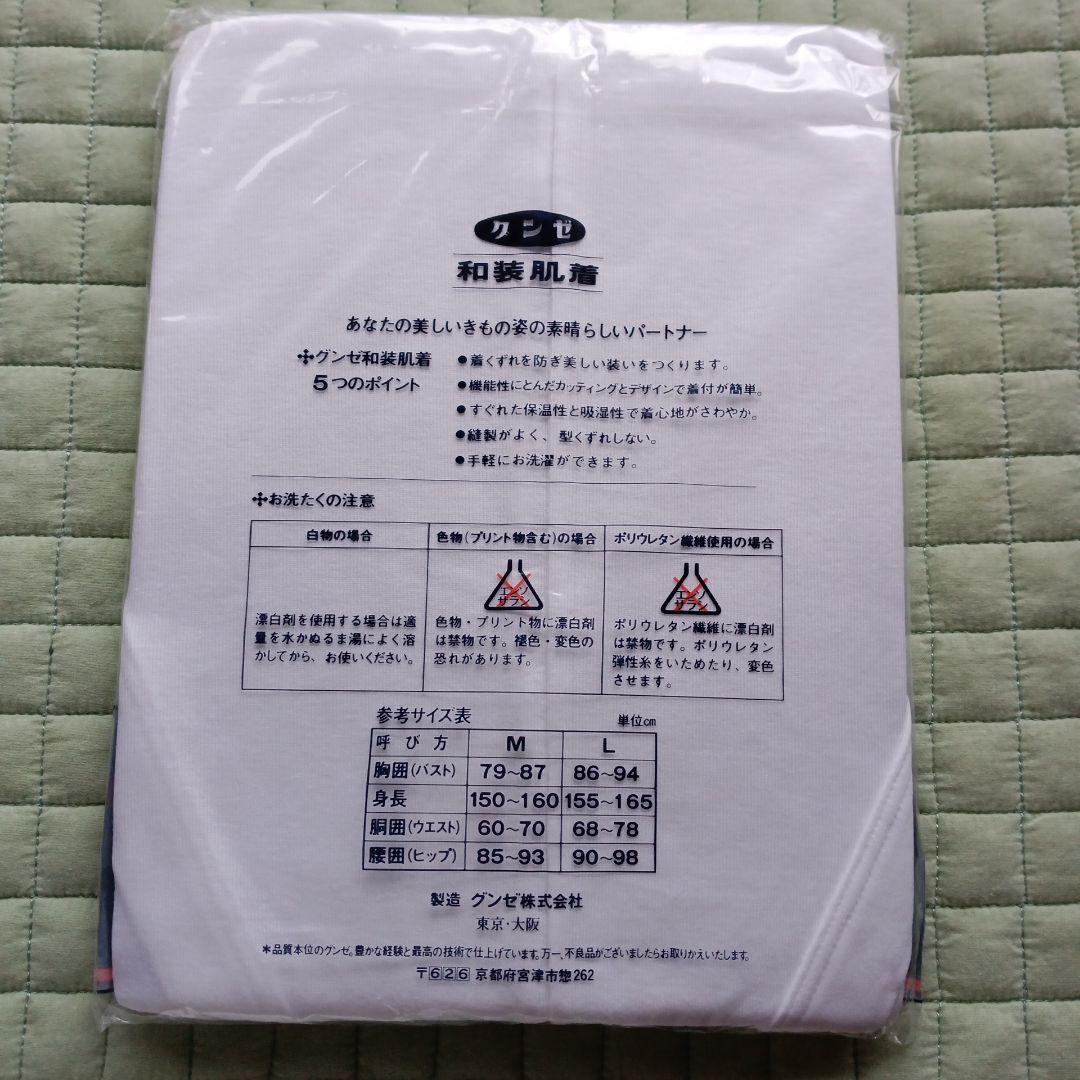 グンゼ
和装肌着
あなたの美しいきもの姿の素晴らしいパートナー
✣グンゼ和装肌着
5つのポイント
●着くずれを防ぎ美しい装いをつくります。
●機能性にとんだカッティングとデザインで着付が簡単。
●すぐれた保温性と吸湿性で着心地がさわやか。
●縫製がよく、型くずれしない。
●手軽にお洗濯ができます。
✣お洗たくの注意
白物の場合
漂白剤を使用する場合は適
量を水かぬるま湯によく溶
かしてから、お使いください。
色物(プリント物含む)の場合
エンソ
サラシ
色物・プリント物に漂白剤
は禁物です。褪色・変色の
恐れがあります。
ポリウレタン繊維使用の場合
エンソ
サラシ
ポリウレタン繊維に漂白剤
は禁物です。ポリウレタン
弾性糸をいためたり、変色
させます。
参考サイズ表 単位cm
呼び方 M L
胸囲(バスト) 79~87 86~94
身長 150~160 155~165
胴囲(ウエスト) 60~70 68~78
腰囲(ヒップ) 85~93 90~98
製造 グンゼ株式会社
東京・大阪
*品質本位のグンゼ。豊かな経験と最高の技術で仕上げています。万一、不良品がございましたらお取りかえいたします。
〒626 京都府宮津市惣262